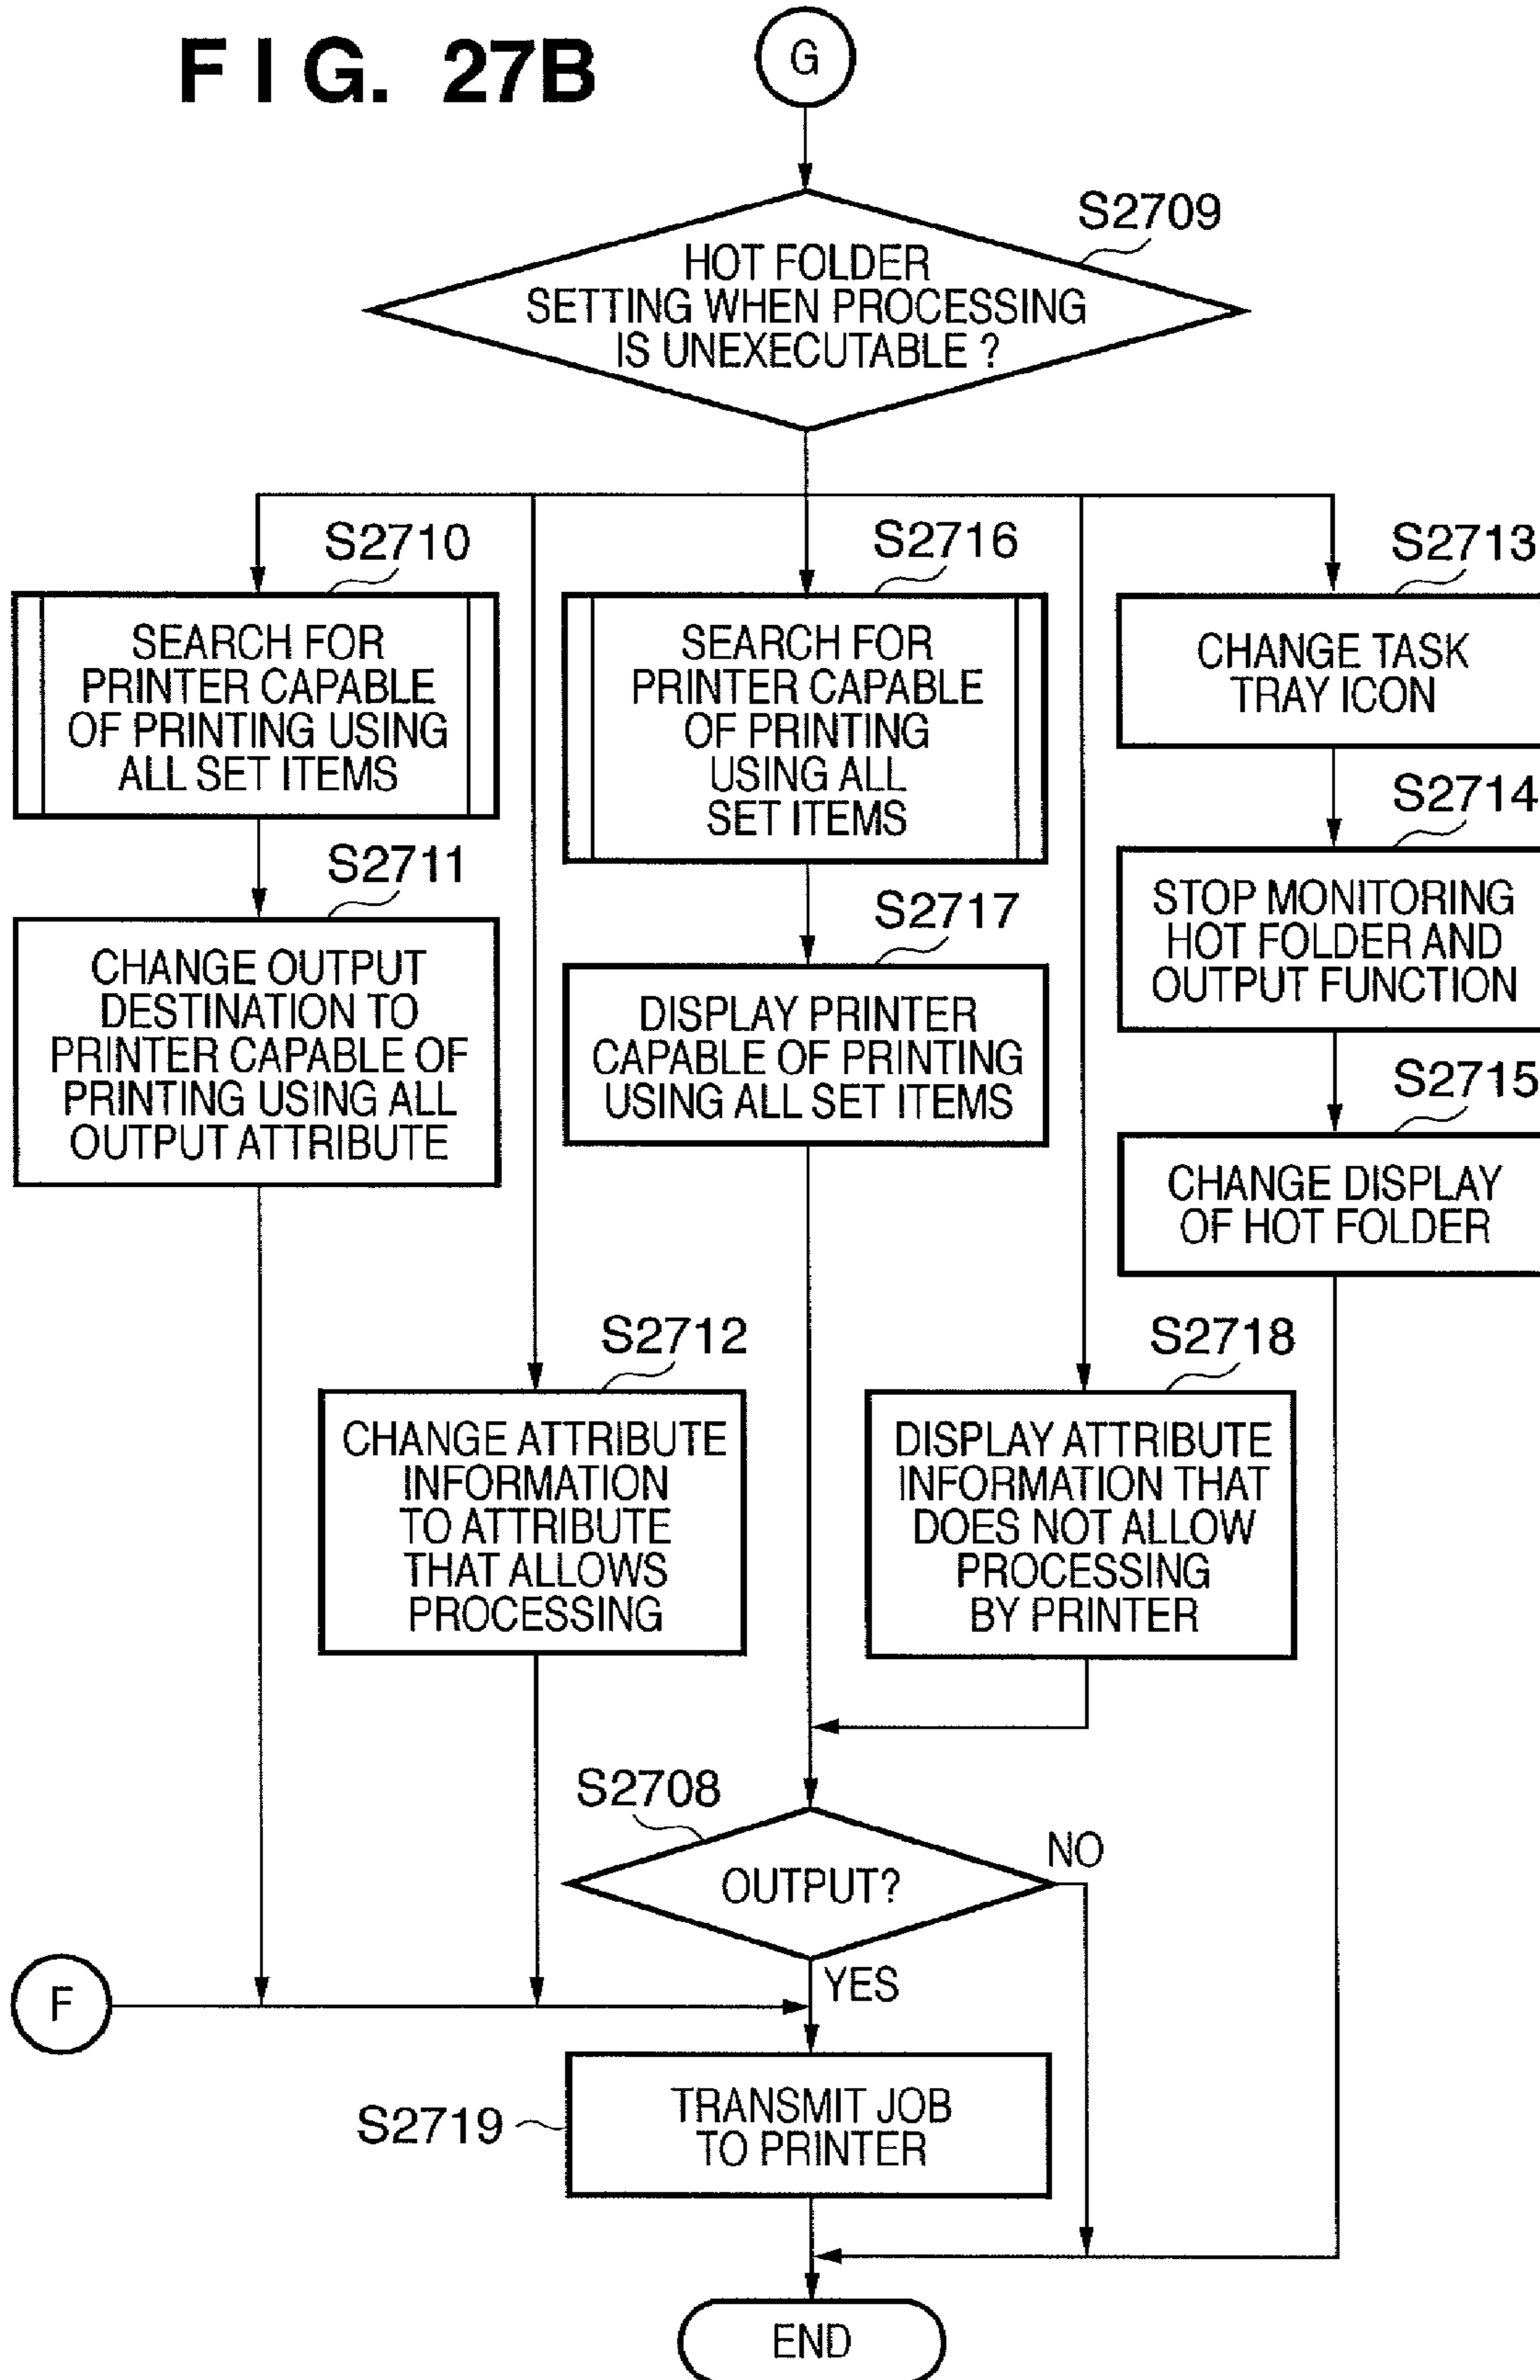 FIG. 27B
G
S2709
HOT FOLDER
SETTING WHEN PROCESSING
IS UNEXECUTABLE ?
S2710
SEARCH FOR
PRINTER CAPABLE
OF PRINTING USING
ALL SET ITEMS
S2716
SEARCH FOR
PRINTER CAPABLE
OF PRINTING
USING ALL
SET ITEMS
S2713
CHANGE TASK
TRAY ICON
S2714
STOP MONITORING
HOT FOLDER AND
OUTPUT FUNCTION
S2711
CHANGE OUTPUT
DESTINATION TO
PRINTER CAPABLE OF
PRINTING USING ALL
OUTPUT ATTRIBUTE
S2717
DISPLAY PRINTER
CAPABLE OF PRINTING
USING ALL SET ITEMS
S2715
CHANGE DISPLAY
OF HOT FOLDER
S2712
CHANGE ATTRIBUTE
INFORMATION
TO ATTRIBUTE
THAT ALLOWS
PROCESSING
S2718
DISPLAY ATTRIBUTE
INFORMATION THAT
DOES NOT ALLOW
PROCESSING
BY PRINTER
S2708
OUTPUT?
NO
YES
F
S2719
TRANSMIT JOB
TO PRINTER
END